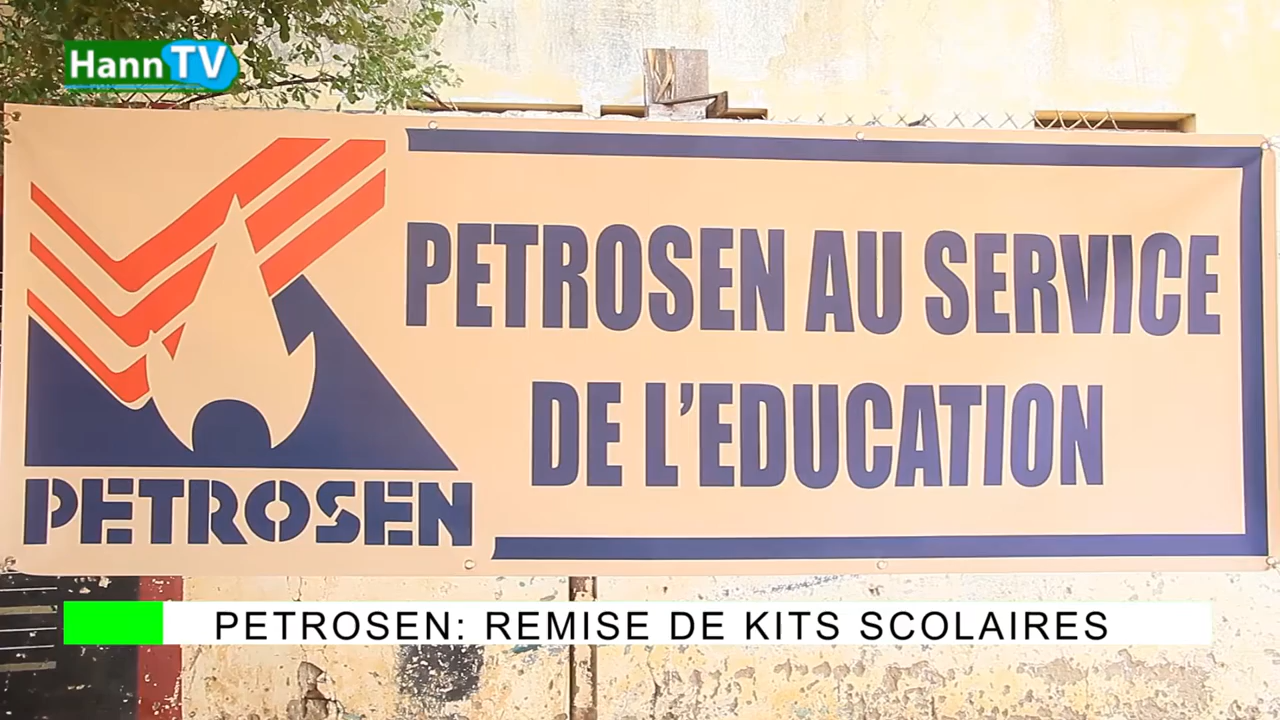 HannTV
PETROSEN AU SERVICE
DE L'EDUCATION
PETROSEN
PETROSEN: REMISE DE KITS SCOLAIRES